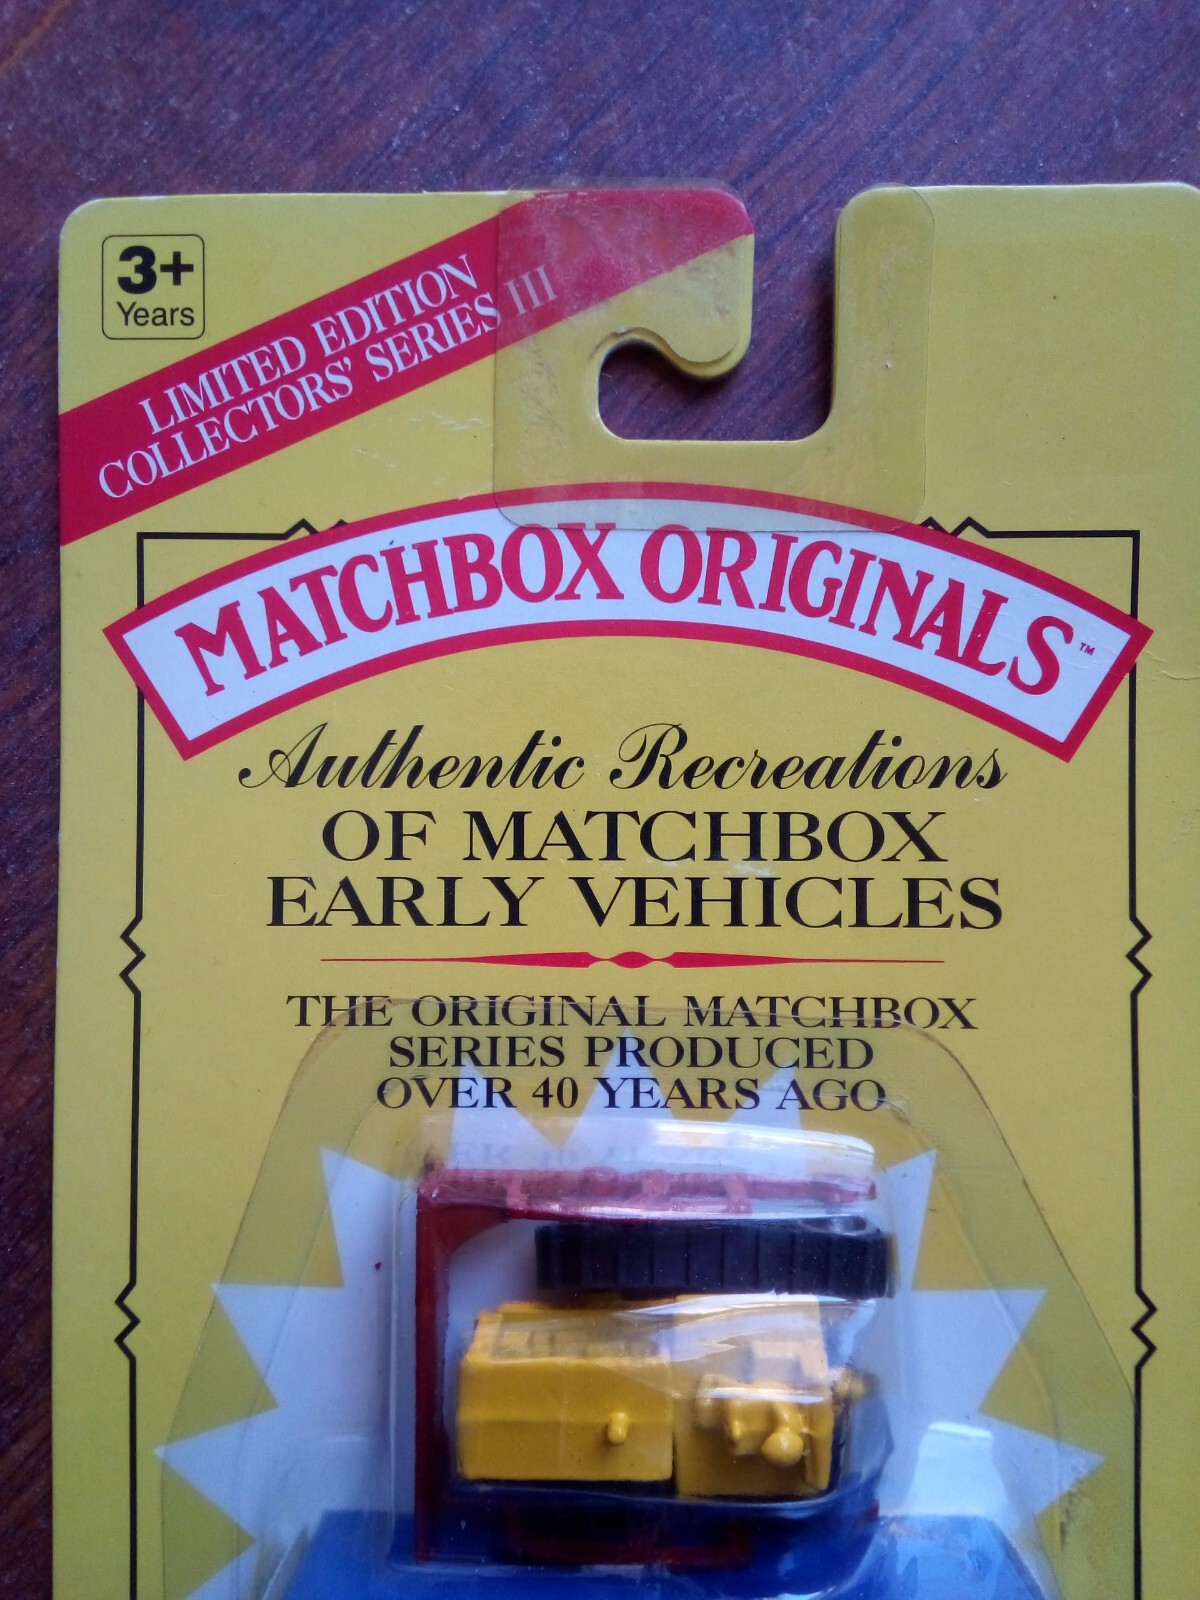 3+
Years
LIMITED EDITION
COLLECTORS' SERIES III
MATCHBOX ORIGINALS™
Authentic Recreations
OF MATCHBOX
EARLY VEHICLES
THE ORIGINAL MATCHBOX
SERIES PRODUCED
OVER 40 YEARS AGO